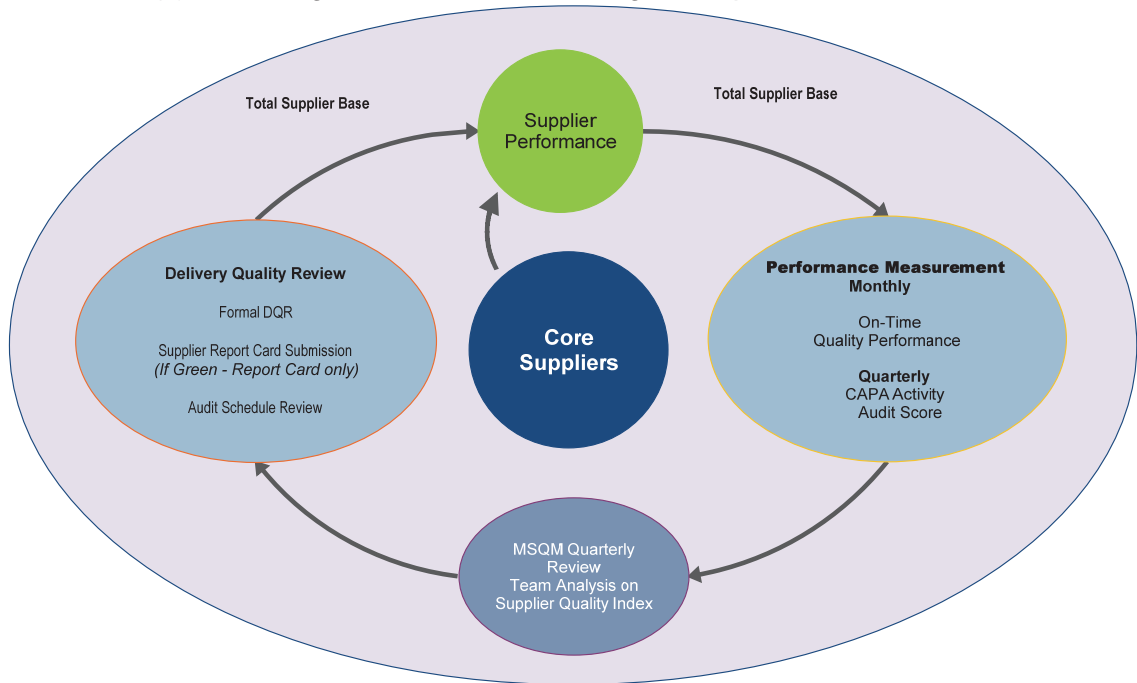 Total Supplier Base
Total Supplier Base
Supplier
Performance
Delivery Quality Review
Formal DQR
Supplier Report Card Submission
(If Green - Report Card only)
Audit Schedule Review
Core
Suppliers
Performance Measurement
Monthly
On-Time
Quality Performance
Quarterly
CAPA Activity
Audit Score
MSQM Quarterly
Review
Team Analysis on
Supplier Quality Index